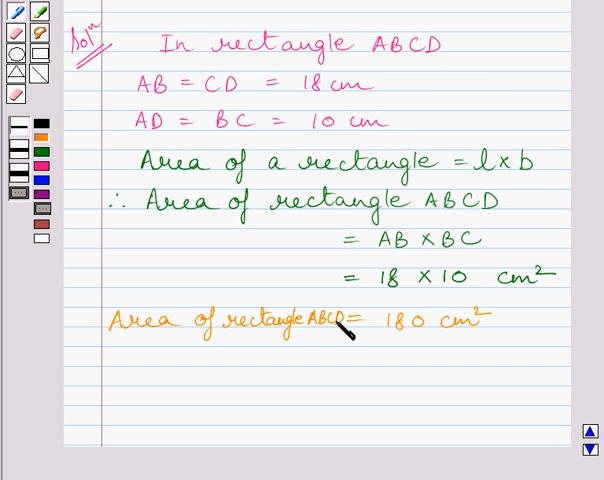 Solⁿ
In rectangle ABCD
AB = CD = 18 cm
AD = BC = 10 cm
Area of a rectangle = l × b
∴ Area of rectangle ABCD
= AB × BC
= 18 × 10 cm²
Area of rectangle ABCD = 180 cm²